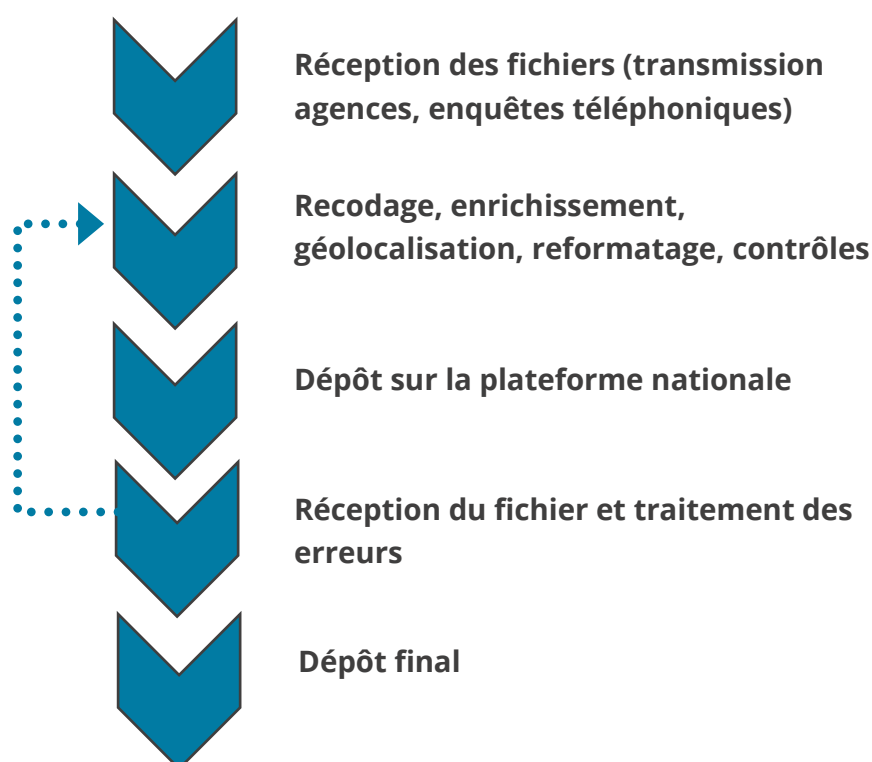 Réception des fichiers (transmission
agences, enquêtes téléphoniques)
Recodage, enrichissement,
géolocalisation, reformatage, contrôles
Dépôt sur la plateforme nationale
Réception du fichier et traitement des
erreurs
Dépôt final